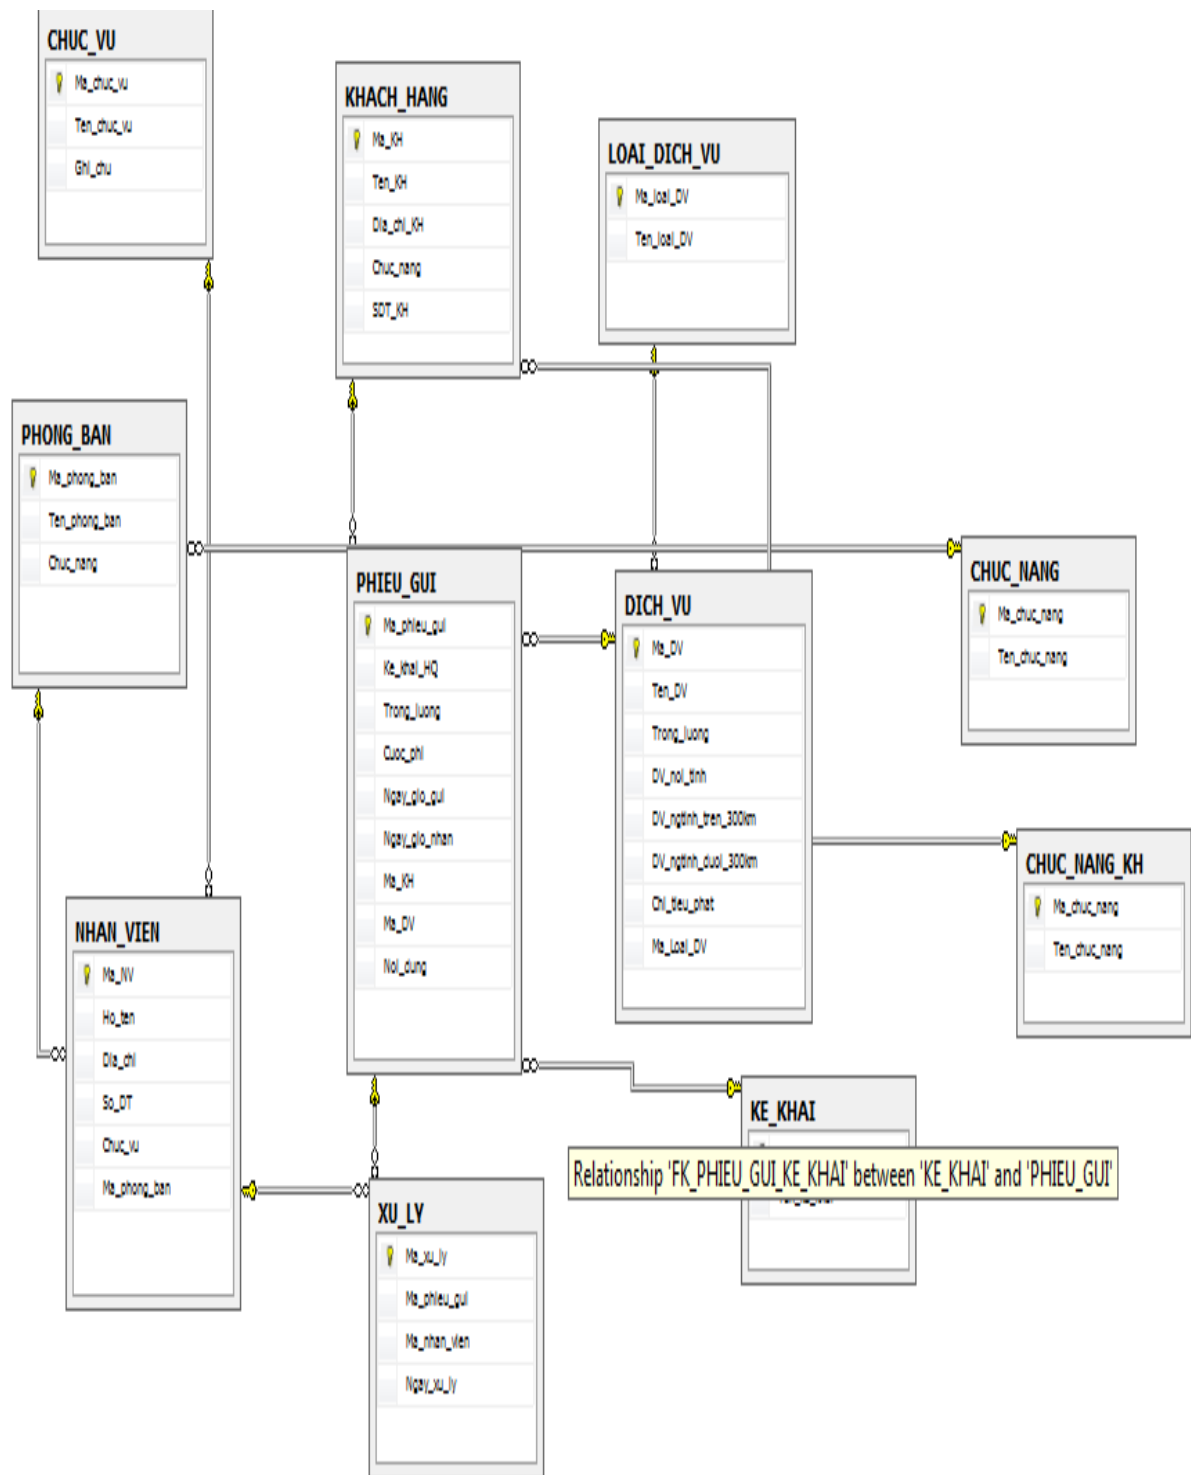 CHUC_VU
Ma_chuc_vu
Ten_chuc_vu
Ghi_chu
KHACH_HANG
Ma_KH
Ten_KH
Dia_chi_KH
Chuc_nang
SDT_KH
LOAI_DICH_VU
Ma_loai_DV
Ten_loai_DV
PHONG_BAN
Ma_phong_ban
Ten_phong_ban
Chuc_nang
PHIEU_GUI
Ma_phieu_gui
Ke_khai_HQ
Trong_luong
Cuoc_phi
Ngay_gio_gui
Ngay_gio_nhan
Ma_KH
Ma_DV
Noi_dung
DICH_VU
Ma_DV
Ten_DV
Trong_luong
DV_noi_tinh
DV_ngtinh_tren_300km
DV_ngtinh_duoi_300km
Chi_tieu_phat
Ma_Loai_DV
CHUC_NANG
Ma_chuc_nang
Ten_chuc_nang
CHUC_NANG_KH
Ma_chuc_nang
Ten_chuc_nang
NHAN_VIEN
Ma_NV
Ho_ten
Dia_chi
So_DT
Chuc_vu
Ma_phong_ban
KE_KHAI
Relationship 'FK_PHIEU_GUI_KE_KHAI' between 'KE_KHAI' and 'PHIEU_GUI'
XU_LY
Ma_xu_ly
Ma_phieu_gui
Ma_nhan_vien
Ngay_xu_ly